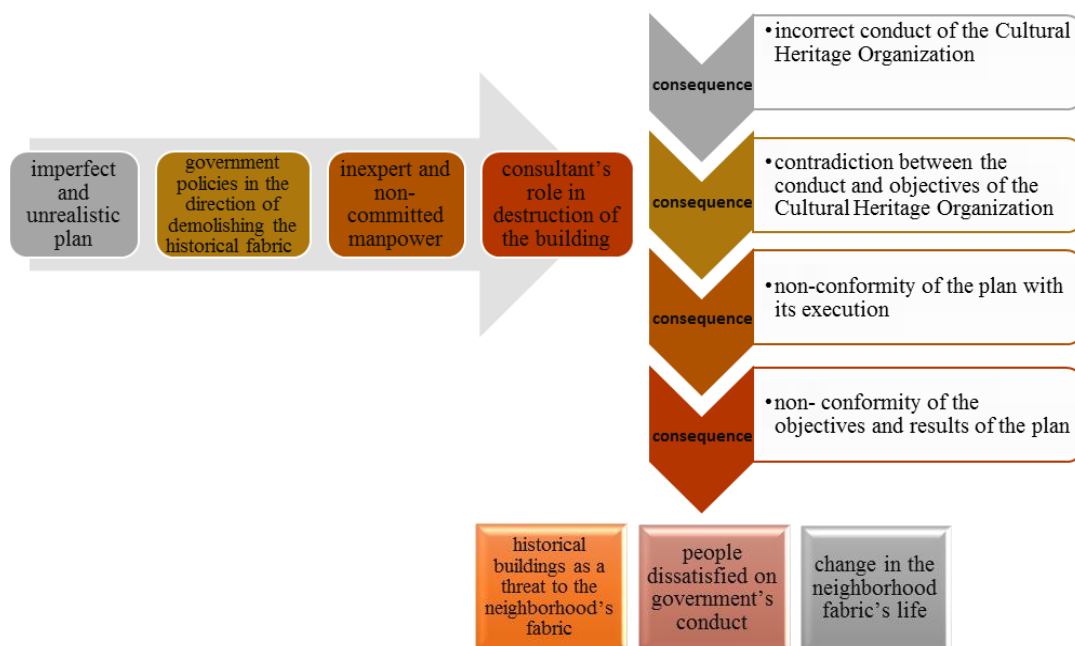 imperfect
and
unrealistic
plan
government
policies in the
direction of
demolishing the
historical fabric
inexpert and
non-
committed
manpower
consultant's
role in
destruction of
the building
consequence
•incorrect conduct of the Cultural
Heritage Organization
consequence
•contradiction between the
conduct and objectives of the
Cultural Heritage Organization
consequence
•non-conformity of the plan with
its execution
consequence
•non- conformity of the
objectives and results of the plan
historical
buildings as a
threat to the
neighborhood's
fabric
people
dissatisfied on
government's
conduct
change in the
neighborhood
fabric's life